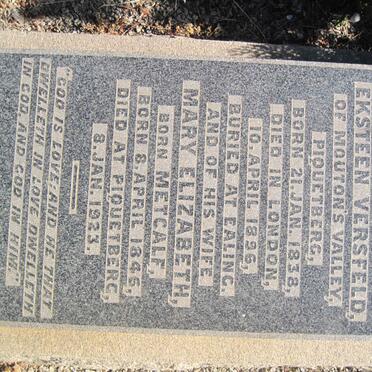 EKSTEEN VERSFELD,
OF MOUTON'S VALLEY,
PIQUETBERG,
BORN 21 JAN. 1838
DIED IN LONDON,
10 APRIL 1896,
BURIED AT EALING
AND OF HIS WIFE
MARY ELIZABETH,
BORN METCALF,
BORN 8 APRIL 1845,
DIED AT PIQUETBERG,
6 JAN. 1923
"GOD IS LOVE; AND HE THAT
DWELLETH IN LOVE DWELLETH
IN GOD, AND GOD IN HIM."